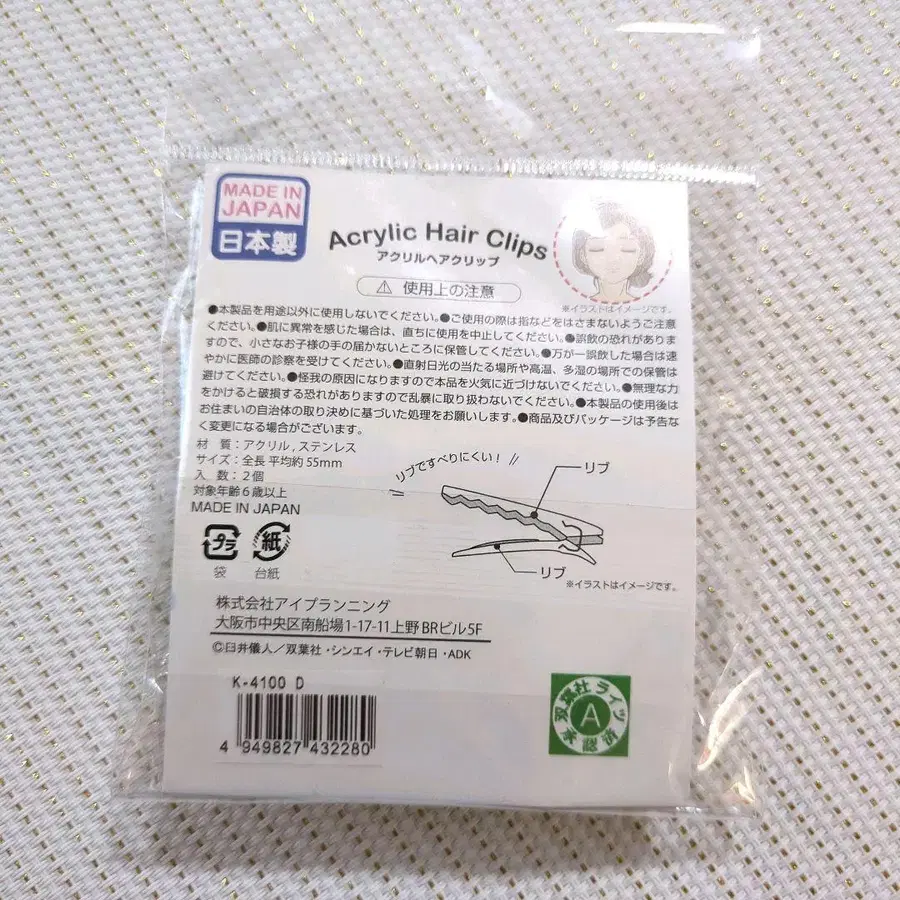 MADE IN
JAPAN
日本製
Acrylic Hair Clips
アクリルヘアクリップ
※イラストはイメージです。
⚠ 使用上の注意
●本製品を用途以外に使用しないでください。●ご使用の際は指などをはさまないようご注意
ください。●肌に異常を感じた場合は、直ちに使用を中止してください。●誤飲の恐れがありま
すので、小さなお子様の手の届かないところに保管してください。●万が一誤飲した場合は速
やかに医師の診察を受けてください。●直射日光の当たる場所や高温、多湿の場所での保管は
避けてください。●怪我の原因になりますので本品を火気に近づけないでください。●無理な力
をかけると破損する恐れがありますので乱暴に取り扱わないでください。●本製品の使用後は
お住まいの自治体の取り決めに基づいた処理をお願いします。●商品及びパッケージは予告な
く変更になる場合がございます。
材 質：アクリル , ステンレス
サイズ：全長 平均約 55mm
入 数：２個
対象年齢６歳以上
MADE IN JAPAN
リブですべりにくい！
リブ
リブ
※イラストはイメージです。
プラ
紙
袋
台紙
株式会社アイプランニング
大阪市中央区南船場1-17-11上野BRビル5F
©臼井儀人／双葉社・シンエイ・テレビ朝日・ADK
K-4100 D
4 949827 432280
双葉社ライツ
A
承認